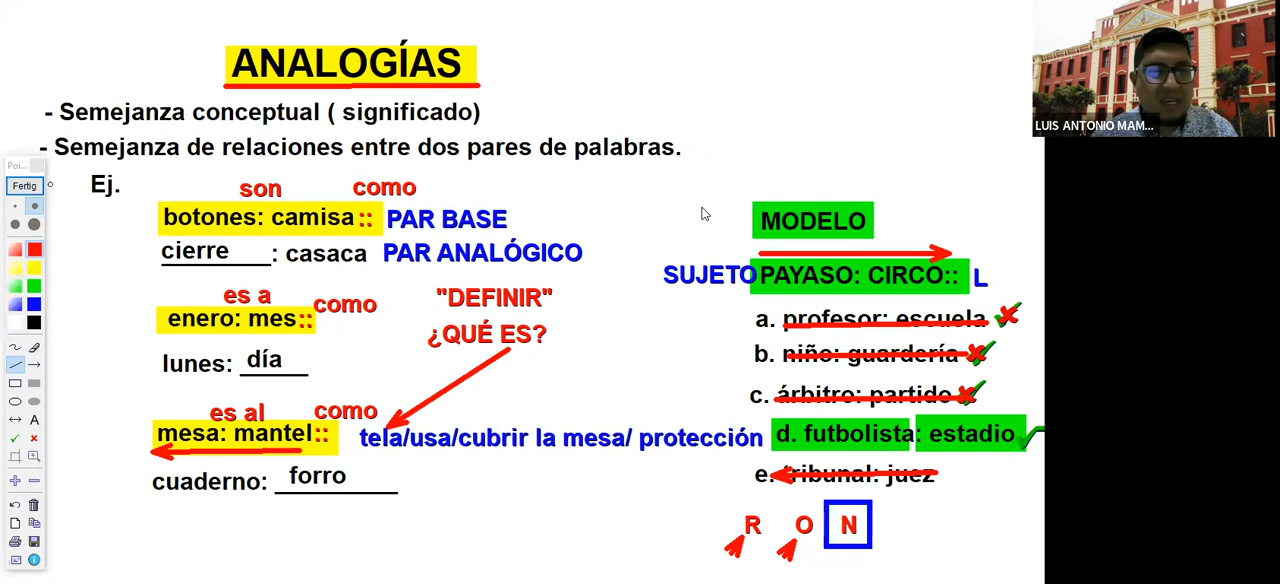 ANALOGÍAS
- Semejanza conceptual ( significado)
- Semejanza de relaciones entre dos pares de palabras.
Ej.
son como
botones: camisa :: PAR BASE
cierre : casaca PAR ANALÓGICO
es a como
enero: mes ::
lunes: día
"DEFINIR"
¿QUÉ ES?
es al como
mesa: mantel :: tela/usa/cubrir la mesa/ protección
cuaderno: forro
MODELO
SUJETO PAYASO: CIRCO:: L
a. profesor: escuela
b. niño: guardería
c. árbitro: partido
d. futbolista: estadio
e. tribunal: juez
R O N
LUIS ANTONIO MAM...
Poi...
Fertig
A